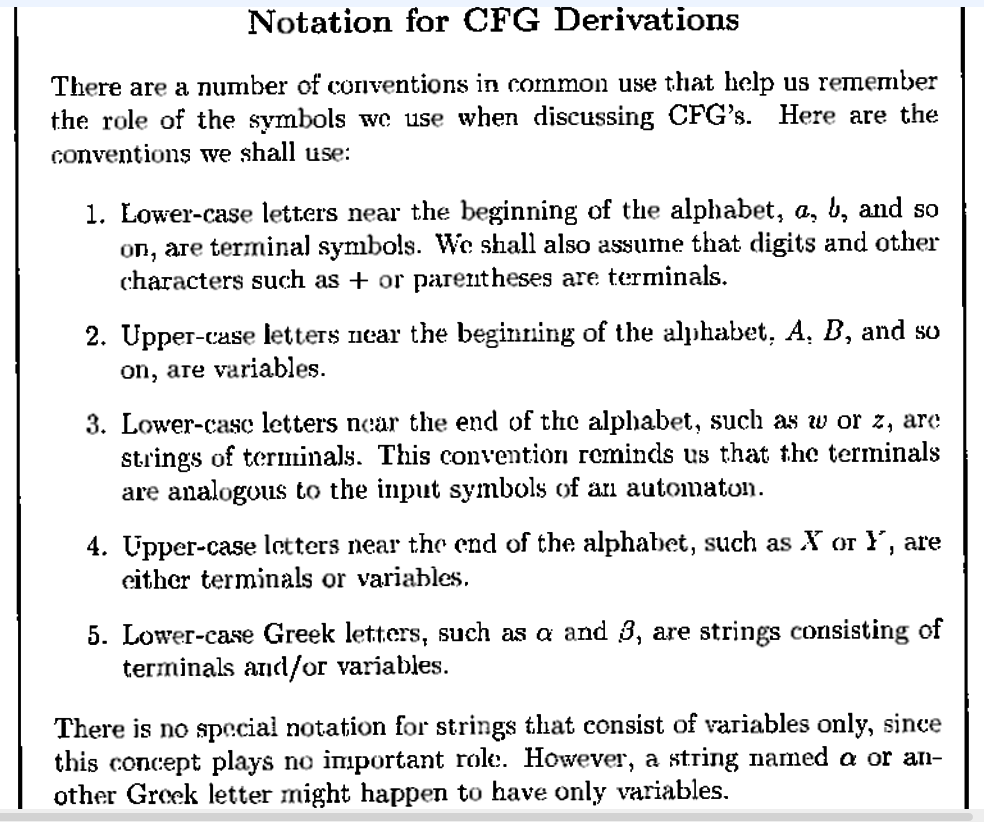 Notation for CFG Derivations
There are a number of conventions in common use that help us remember
the role of the symbols we use when discussing CFG's. Here are the
conventions we shall use:
1. Lower-case letters near the beginning of the alphabet, a, b, and so
on, are terminal symbols. We shall also assume that digits and other
characters such as + or parentheses are terminals.
2. Upper-case letters near the beginning of the alphabet, A, B, and so
on, are variables.
3. Lower-case letters near the end of the alphabet, such as w or z, are
strings of terminals. This convention reminds us that the terminals
are analogous to the input symbols of an automaton.
4. Upper-case letters near the end of the alphabet, such as X or Y, are
either terminals or variables.
5. Lower-case Greek letters, such as α and β, are strings consisting of
terminals and/or variables.
There is no special notation for strings that consist of variables only, since
this concept plays no important role. However, a string named α or an-
other Greek letter might happen to have only variables.